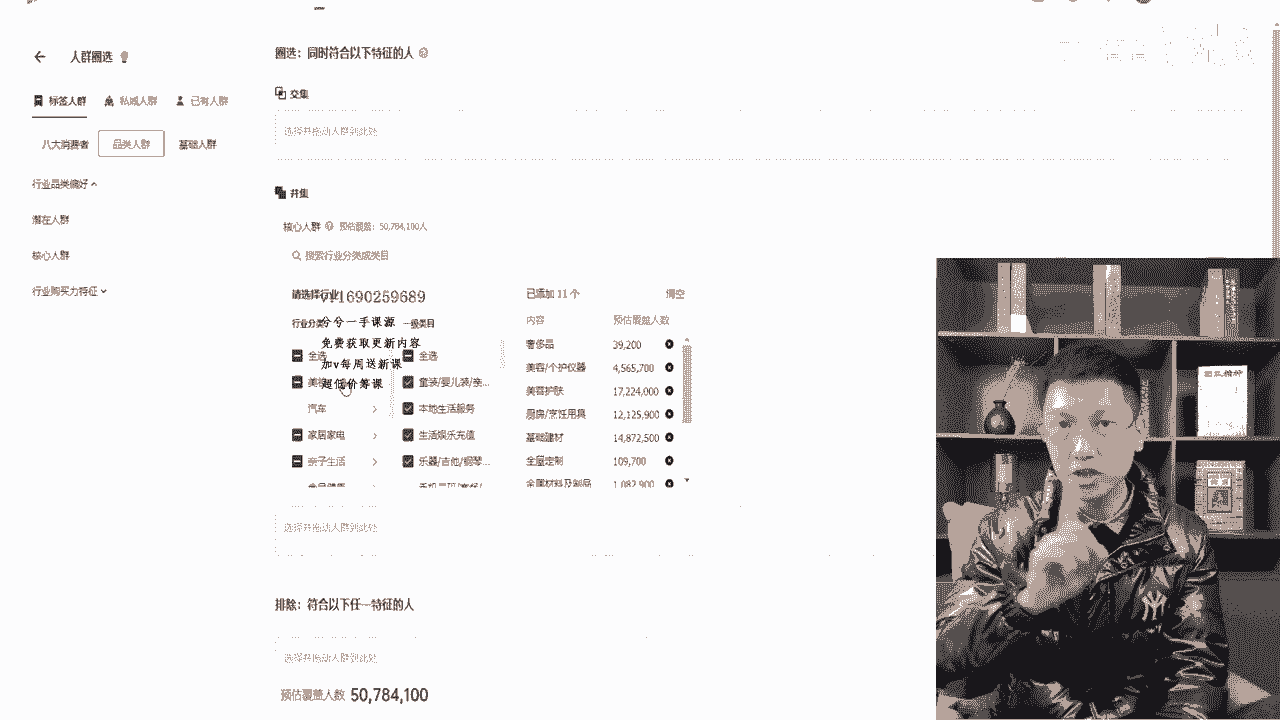 人群圈选
圈选：同时符合以下特征的人
标签人群 私域人群 已有人群
交集
选择并拖动人群到此处
八大消费者 品类人群 基础人群
行业品类偏好
潜在人群
核心人群
行业购买力特征
并集
核心人群 预估覆盖：50,784,100人
搜索行业分类或类目
请选择行业
1690259689
已添加 11 个 清空
行业分类 一级类目
分分一手课源
免费获取更新内容
加v每周送新课
超低价筹课
内容 预估覆盖人数
全选 全选
奢侈品 39,200
美容/个护仪器 4,565,700
童装/婴儿装/亲...
美容护肤 17,224,000
汽车 本地生活服务
厨房/烹饪用具 12,125,900
家居家电 生活娱乐充值
基础建材 14,872,500
亲子生活 乐器/吉他/钢琴...
全屋定制 109,700
金属材料及制品 1,082,900
选择并拖动人群到此处
排除：符合以下任一特征的人
选择并拖动人群到此处
预估覆盖人数 50,784,100